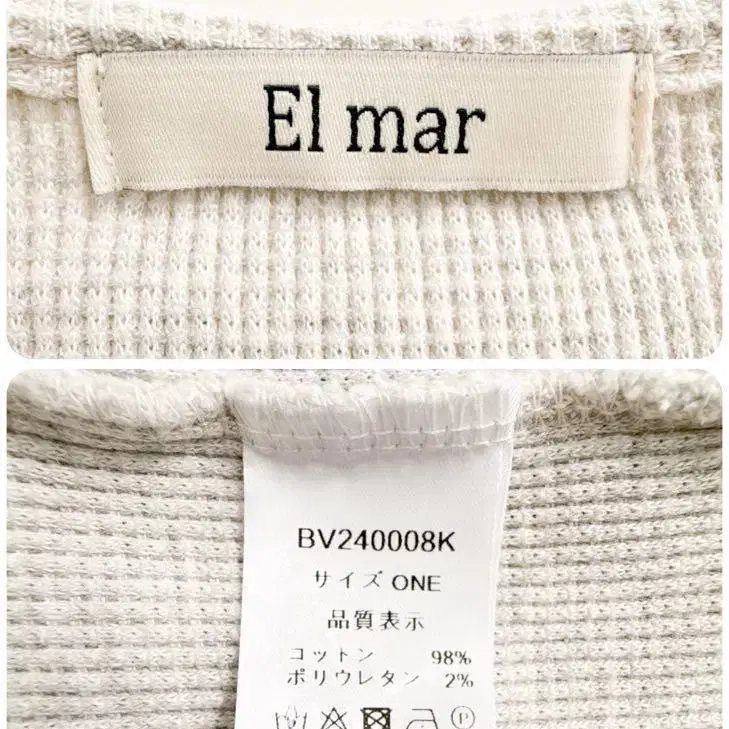 El mar
BV240008K
サイズ ONE
品質表示
コットン 98%
ポリウレタン 2%
P